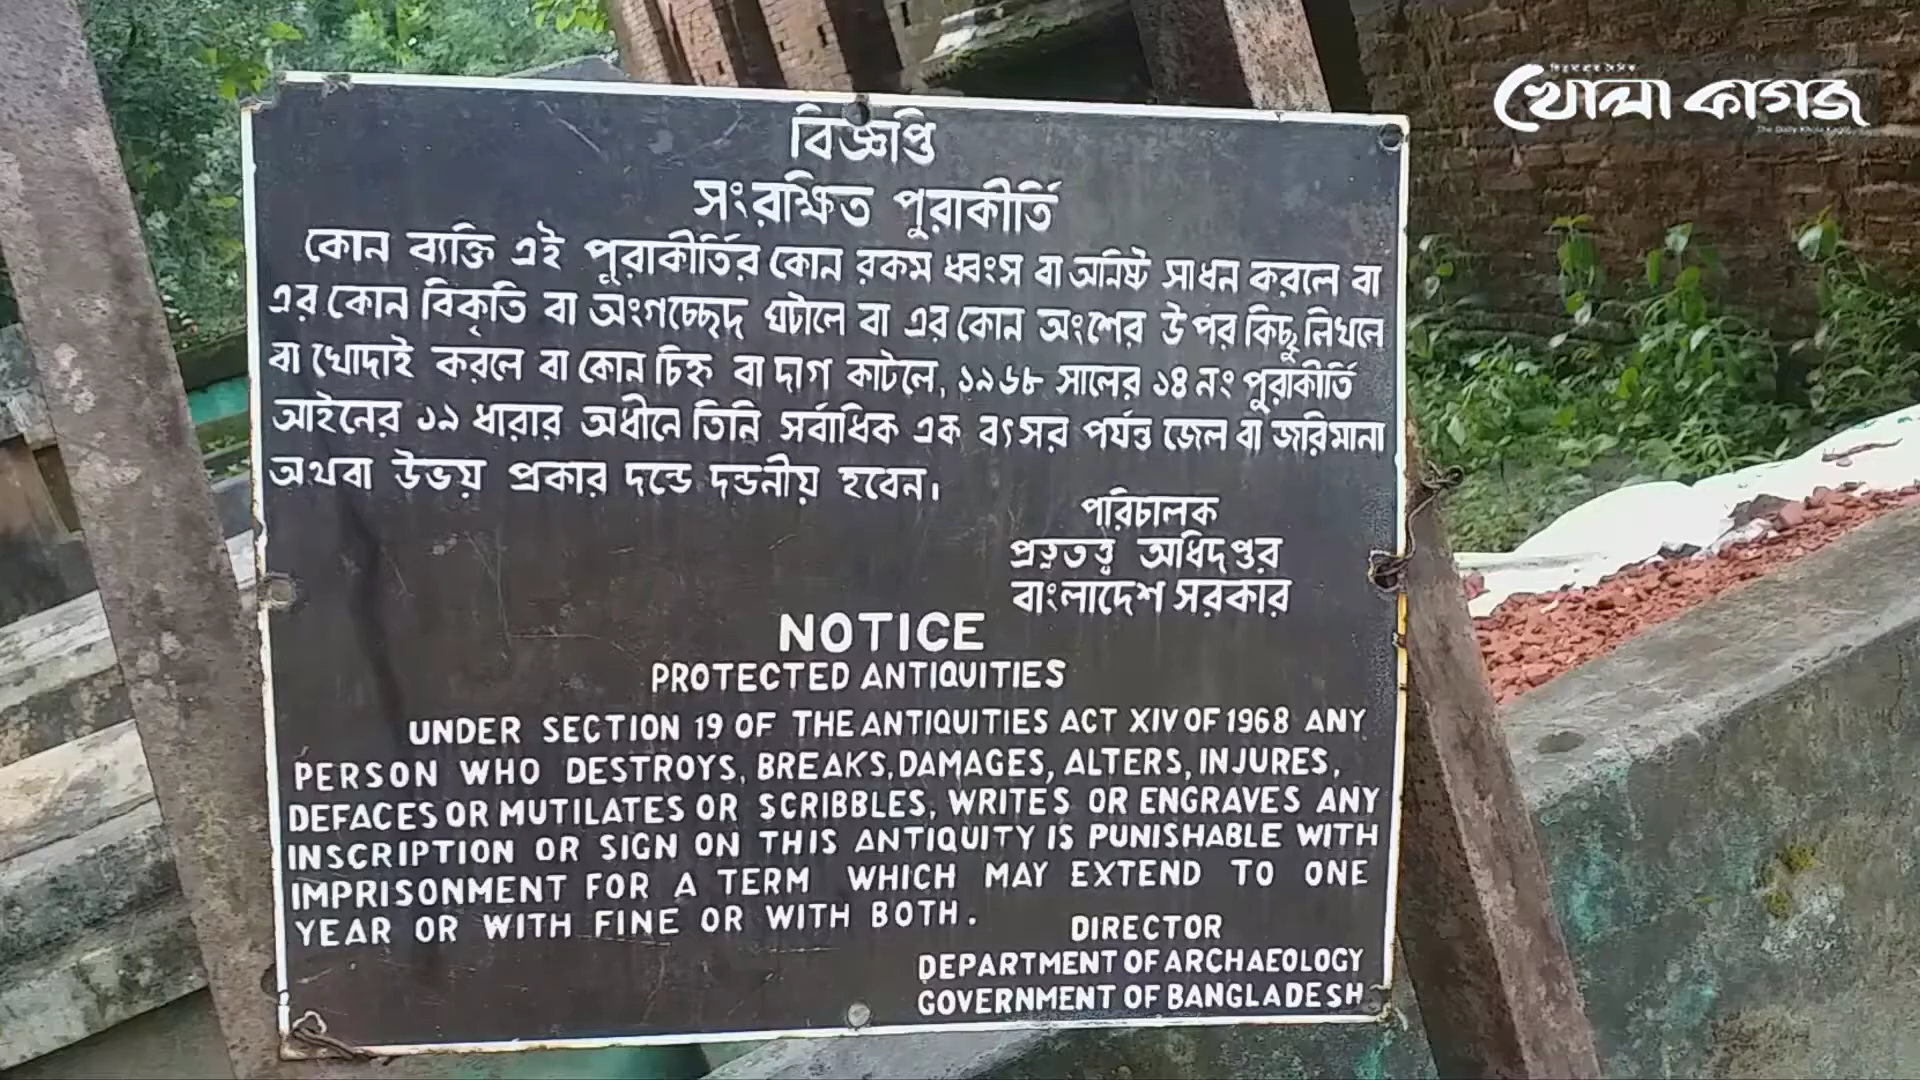 খোলা কাগজ
The Daily Khola Kagoj
বিজ্ঞপ্তি
সংরক্ষিত পুরাকীর্তি
কোন ব্যক্তি এই পুরাকীর্তির কোন রকম ধ্বংস বা অনিষ্ট সাধন করলে বা
এর কোন বিকৃতি বা অংগচ্ছেদ ঘটালে বা এর কোন অংশের উপর কিছু লিখলে
বা খোদাই করলে বা কোন চিহ্ন বা দাগ কাটলে, ১৯৬৮ সালের ১৪ নং পুরাকীর্তি
আইনের ১৯ ধারার অধীনে তিনি সর্বাধিক এক বৎসর পর্যন্ত জেল বা জরিমানা
অথবা উভয় প্রকার দন্ডে দন্ডনীয় হবেন।
পরিচালক
প্রত্নতত্ত্ব অধিদপ্তর
বাংলাদেশ সরকার
NOTICE
PROTECTED ANTIQUITIES
UNDER SECTION 19 OF THE ANTIQUITIES ACT XIV OF 1968 ANY
PERSON WHO DESTROYS, BREAKS, DAMAGES, ALTERS, INJURES,
DEFACES OR MUTILATES OR SCRIBBLES, WRITES OR ENGRAVES ANY
INSCRIPTION OR SIGN ON THIS ANTIQUITY IS PUNISHABLE WITH
IMPRISONMENT FOR A TERM WHICH MAY EXTEND TO ONE
YEAR OR WITH FINE OR WITH BOTH.
DIRECTOR
DEPARTMENT OF ARCHAEOLOGY
GOVERNMENT OF BANGLADESH